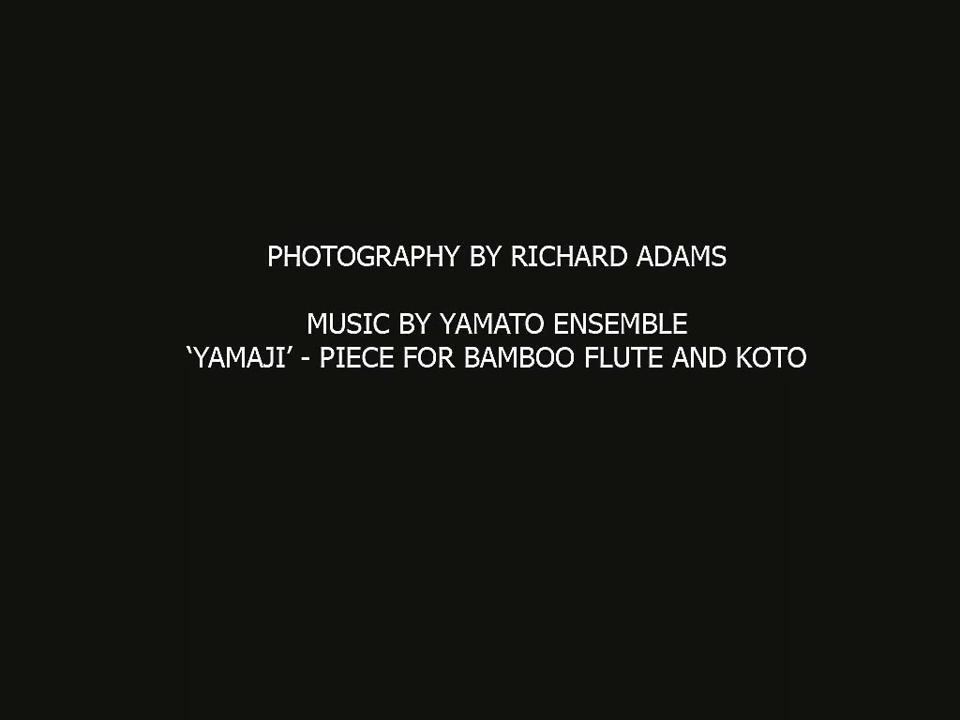 PHOTOGRAPHY BY RICHARD ADAMS
MUSIC BY YAMATO ENSEMBLE
‘YAMAJI’ - PIECE FOR BAMBOO FLUTE AND KOTO